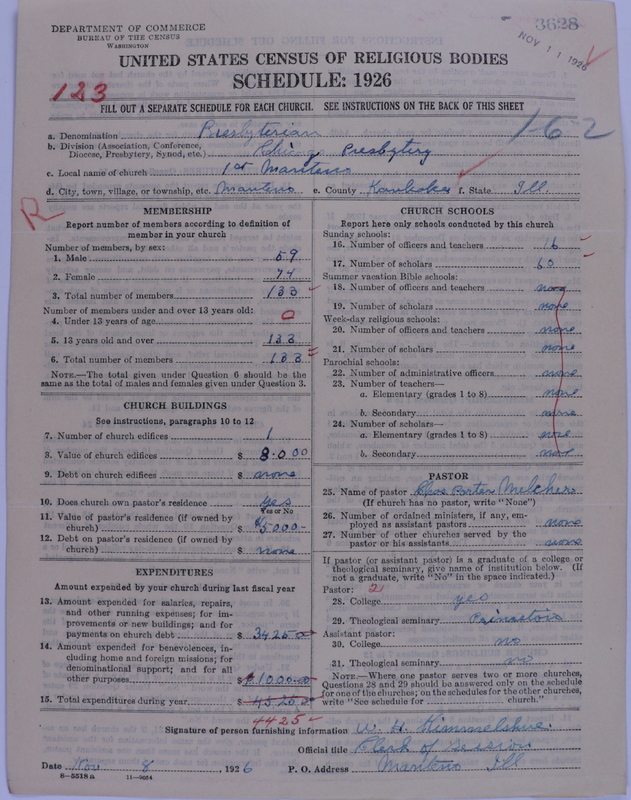 DEPARTMENT OF COMMERCE
BUREAU OF THE CENSUS
WASHINGTON
3628
NOV 11 1926
UNITED STATES CENSUS OF RELIGIOUS BODIES
SCHEDULE: 1926
123
FILL OUT A SEPARATE SCHEDULE FOR EACH CHURCH. SEE INSTRUCTIONS ON THE BACK OF THIS SHEET
162
a. Denomination Presbyterian
b. Division (Association, Conference, Diocese, Presbytery, Synod, etc.) Chicago Presbytery
c. Local name of church 1st Manteno
d. City, town, village, or township, etc. Manteno e. County Kankakee f. State Ill.
R
MEMBERSHIP
Report number of members according to definition of
member in your church
Number of members, by sex:
1. Male 59
2. Female 74
3. Total number of members 133
Number of members under and over 13 years old:
4. Under 13 years of age 0
5. 13 years old and over 133
6. Total number of members 133
NOTE.—The total given under Question 6 should be the
same as the total of males and females given under Question 3.
CHURCH BUILDINGS
See instructions, paragraphs 10 to 12
7. Number of church edifices 1
8. Value of church edifices $ 8000
9. Debt on church edifices $ none
10. Does church own pastor's residence yes
Yes or No
11. Value of pastor's residence (if owned by
church) $ 5000.-
12. Debt on pastor's residence (if owned by
church) $ none
EXPENDITURES
Amount expended by your church during last fiscal year
13. Amount expended for salaries, repairs,
and other running expenses; for im-
provements or new buildings; and for
payments on church debt $ 3425.00
14. Amount expended for benevolences, in-
cluding home and foreign missions; for
denominational support; and for all
other purposes $ 1000.00
15. Total expenditures during year $
4425
CHURCH SCHOOLS
Report here only schools conducted by this church
Sunday schools:
16. Number of officers and teachers 16
17. Number of scholars 60
Summer vacation Bible schools:
18. Number of officers and teachers none
19. Number of scholars none
Week-day religious schools:
20. Number of officers and teachers none
21. Number of scholars none
Parochial schools:
22. Number of administrative officers none
23. Number of teachers—
a. Elementary (grades 1 to 8) none
b. Secondary none
24. Number of scholars—
a. Elementary (grades 1 to 8) none
b. Secondary none
PASTOR
25. Name of pastor Porter Melchers
(If church has no pastor, write "None")
26. Number of ordained ministers, if any, em-
ployed as assistant pastors none
27. Number of other churches served by the
pastor or his assistants none
If pastor (or assistant pastor) is a graduate of a college or
theological seminary, give name of institution below. (If
not a graduate, write "No" in the space indicated.)
Pastor: 21
28. College yes
29. Theological seminary Princeton
Assistant pastor:
30. College no
31. Theological seminary no
NOTE.—Where one pastor serves two or more churches,
Questions 28 and 29 should be answered only on the schedule
for one of the churches; on the schedules for the other churches,
write "See schedule for church."
Signature of person furnishing information W. H.
Official title Clerk of Session
Date Nov 8, 1926 P. O. Address Manteno Ill
8-5518a 11-9054